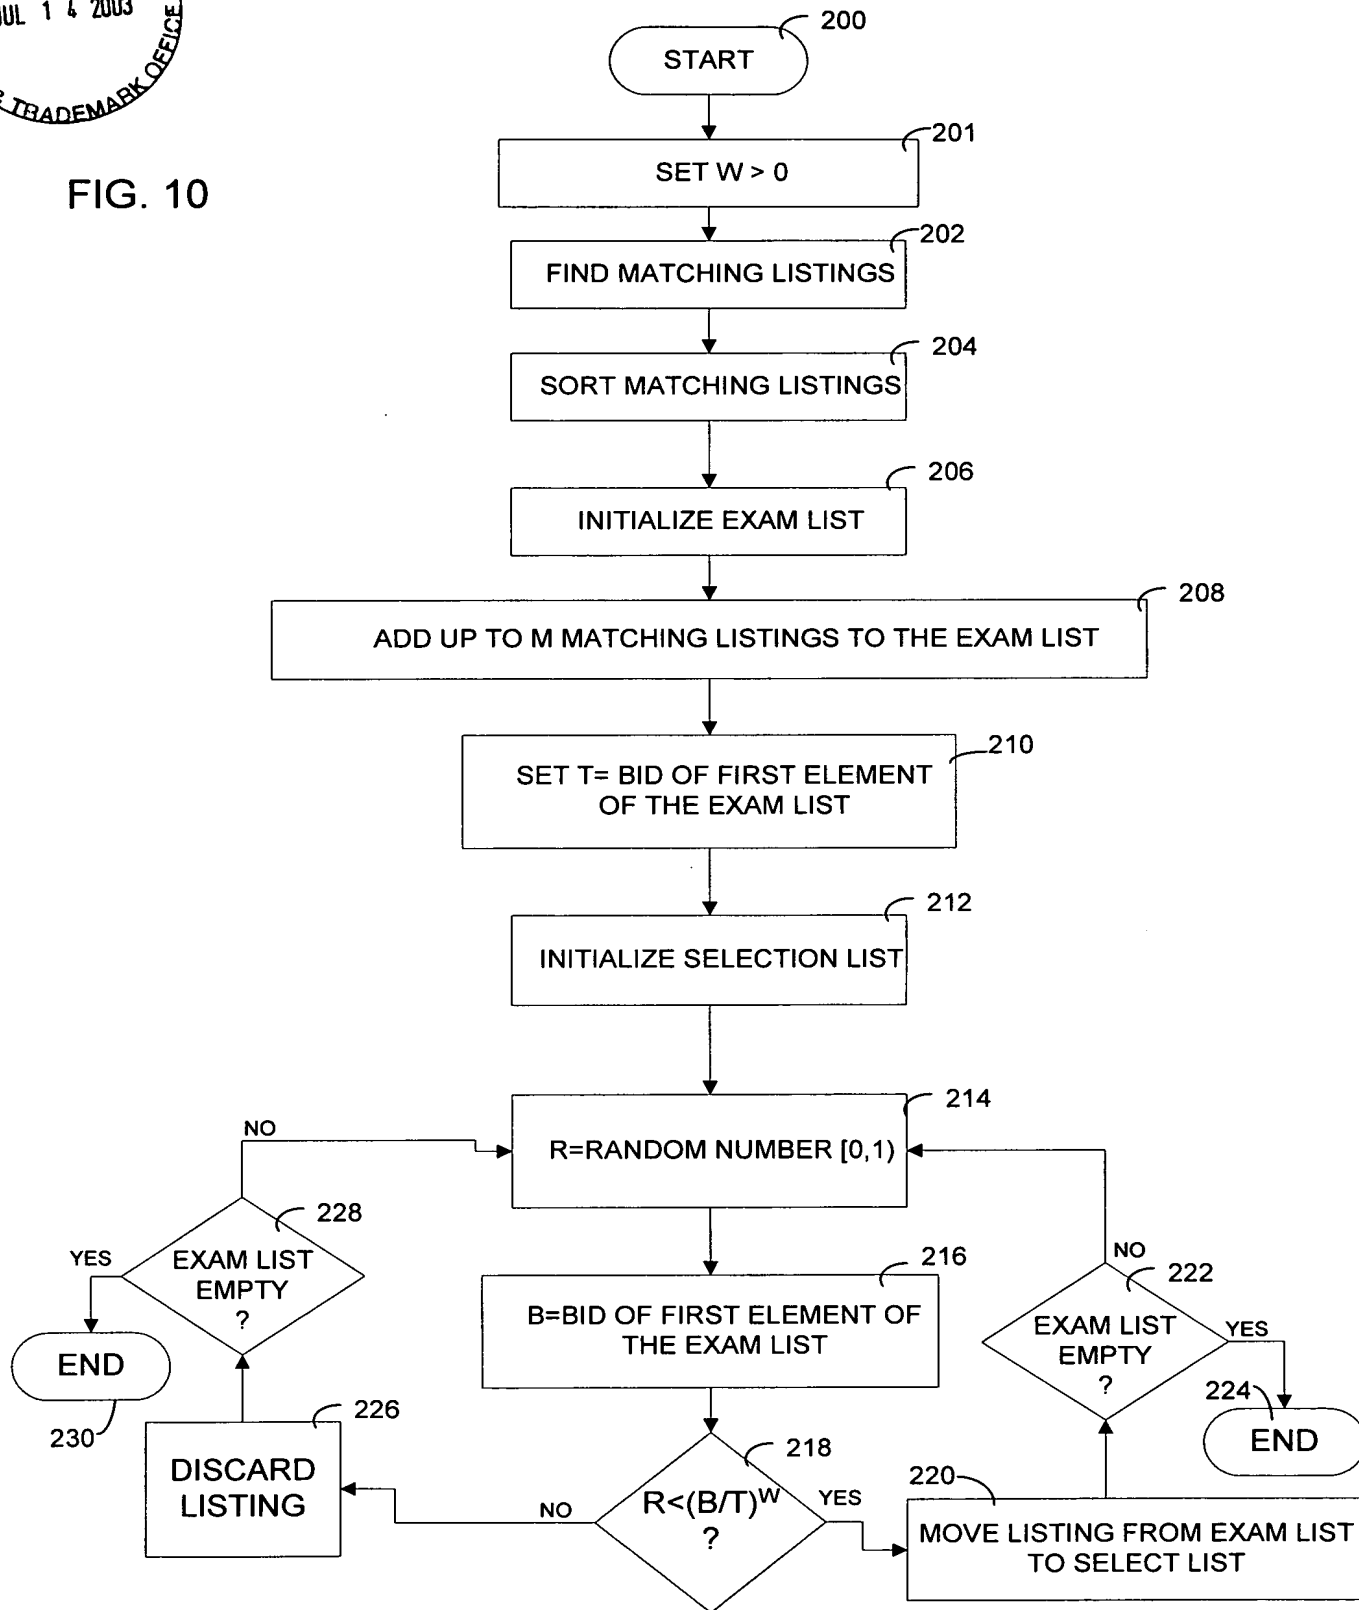 JUL 14 2003
& TRADEMARK OFFICE
FIG. 10
200
START
201
SET W > 0
202
FIND MATCHING LISTINGS
204
SORT MATCHING LISTINGS
206
INITIALIZE EXAM LIST
208
ADD UP TO M MATCHING LISTINGS TO THE EXAM LIST
210
SET T= BID OF FIRST ELEMENT
OF THE EXAM LIST
212
INITIALIZE SELECTION LIST
214
R=RANDOM NUMBER [0,1)
NO
228
EXAM LIST
EMPTY
?
YES
END
230
216
B=BID OF FIRST ELEMENT OF
THE EXAM LIST
NO
222
EXAM LIST
EMPTY
?
YES
224
END
226
DISCARD
LISTING
218
R<(B/T)^W
?
NO
YES
220
MOVE LISTING FROM EXAM LIST
TO SELECT LIST